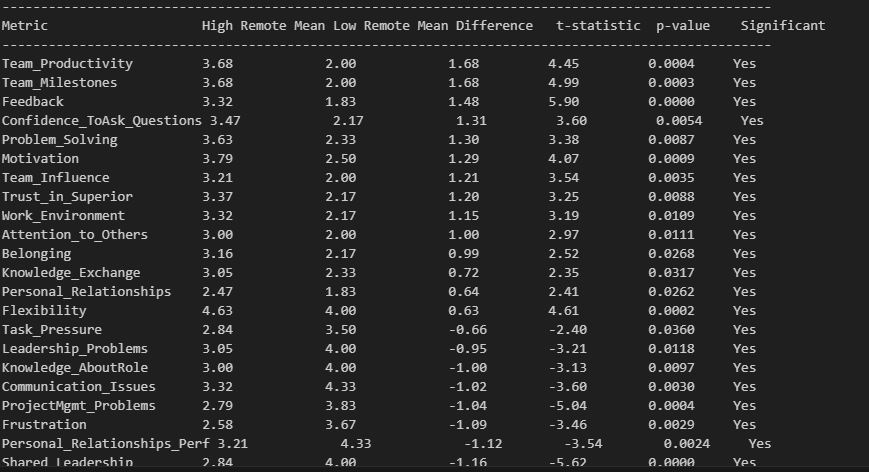 Metric High Remote Mean Low Remote Mean Difference t-statistic p-value Significant
Team_Productivity 3.68 2.00 1.68 4.45 0.0004 Yes
Team_Milestones 3.68 2.00 1.68 4.99 0.0003 Yes
Feedback 3.32 1.83 1.48 5.90 0.0000 Yes
Confidence_ToAsk_Questions 3.47 2.17 1.31 3.60 0.0054 Yes
Problem_Solving 3.63 2.33 1.30 3.38 0.0087 Yes
Motivation 3.79 2.50 1.29 4.07 0.0009 Yes
Team_Influence 3.21 2.00 1.21 3.54 0.0035 Yes
Trust_in_Superior 3.37 2.17 1.20 3.25 0.0088 Yes
Work_Environment 3.32 2.17 1.15 3.19 0.0109 Yes
Attention_to_Others 3.00 2.00 1.00 2.97 0.0111 Yes
Belonging 3.16 2.17 0.99 2.52 0.0268 Yes
Knowledge_Exchange 3.05 2.33 0.72 2.35 0.0317 Yes
Personal_Relationships 2.47 1.83 0.64 2.41 0.0262 Yes
Flexibility 4.63 4.00 0.63 4.61 0.0002 Yes
Task_Pressure 2.84 3.50 -0.66 -2.40 0.0360 Yes
Leadership_Problems 3.05 4.00 -0.95 -3.21 0.0118 Yes
Knowledge_AboutRole 3.00 4.00 -1.00 -3.13 0.0097 Yes
Communication_Issues 3.32 4.33 -1.02 -3.60 0.0030 Yes
ProjectMgmt_Problems 2.79 3.83 -1.04 -5.04 0.0004 Yes
Frustration 2.58 3.67 -1.09 -3.46 0.0029 Yes
Personal_Relationships_Perf 3.21 4.33 -1.12 -3.54 0.0024 Yes
Shared_Leadership 2.84 4.00 -1.16 -5.62 0.0000 Yes